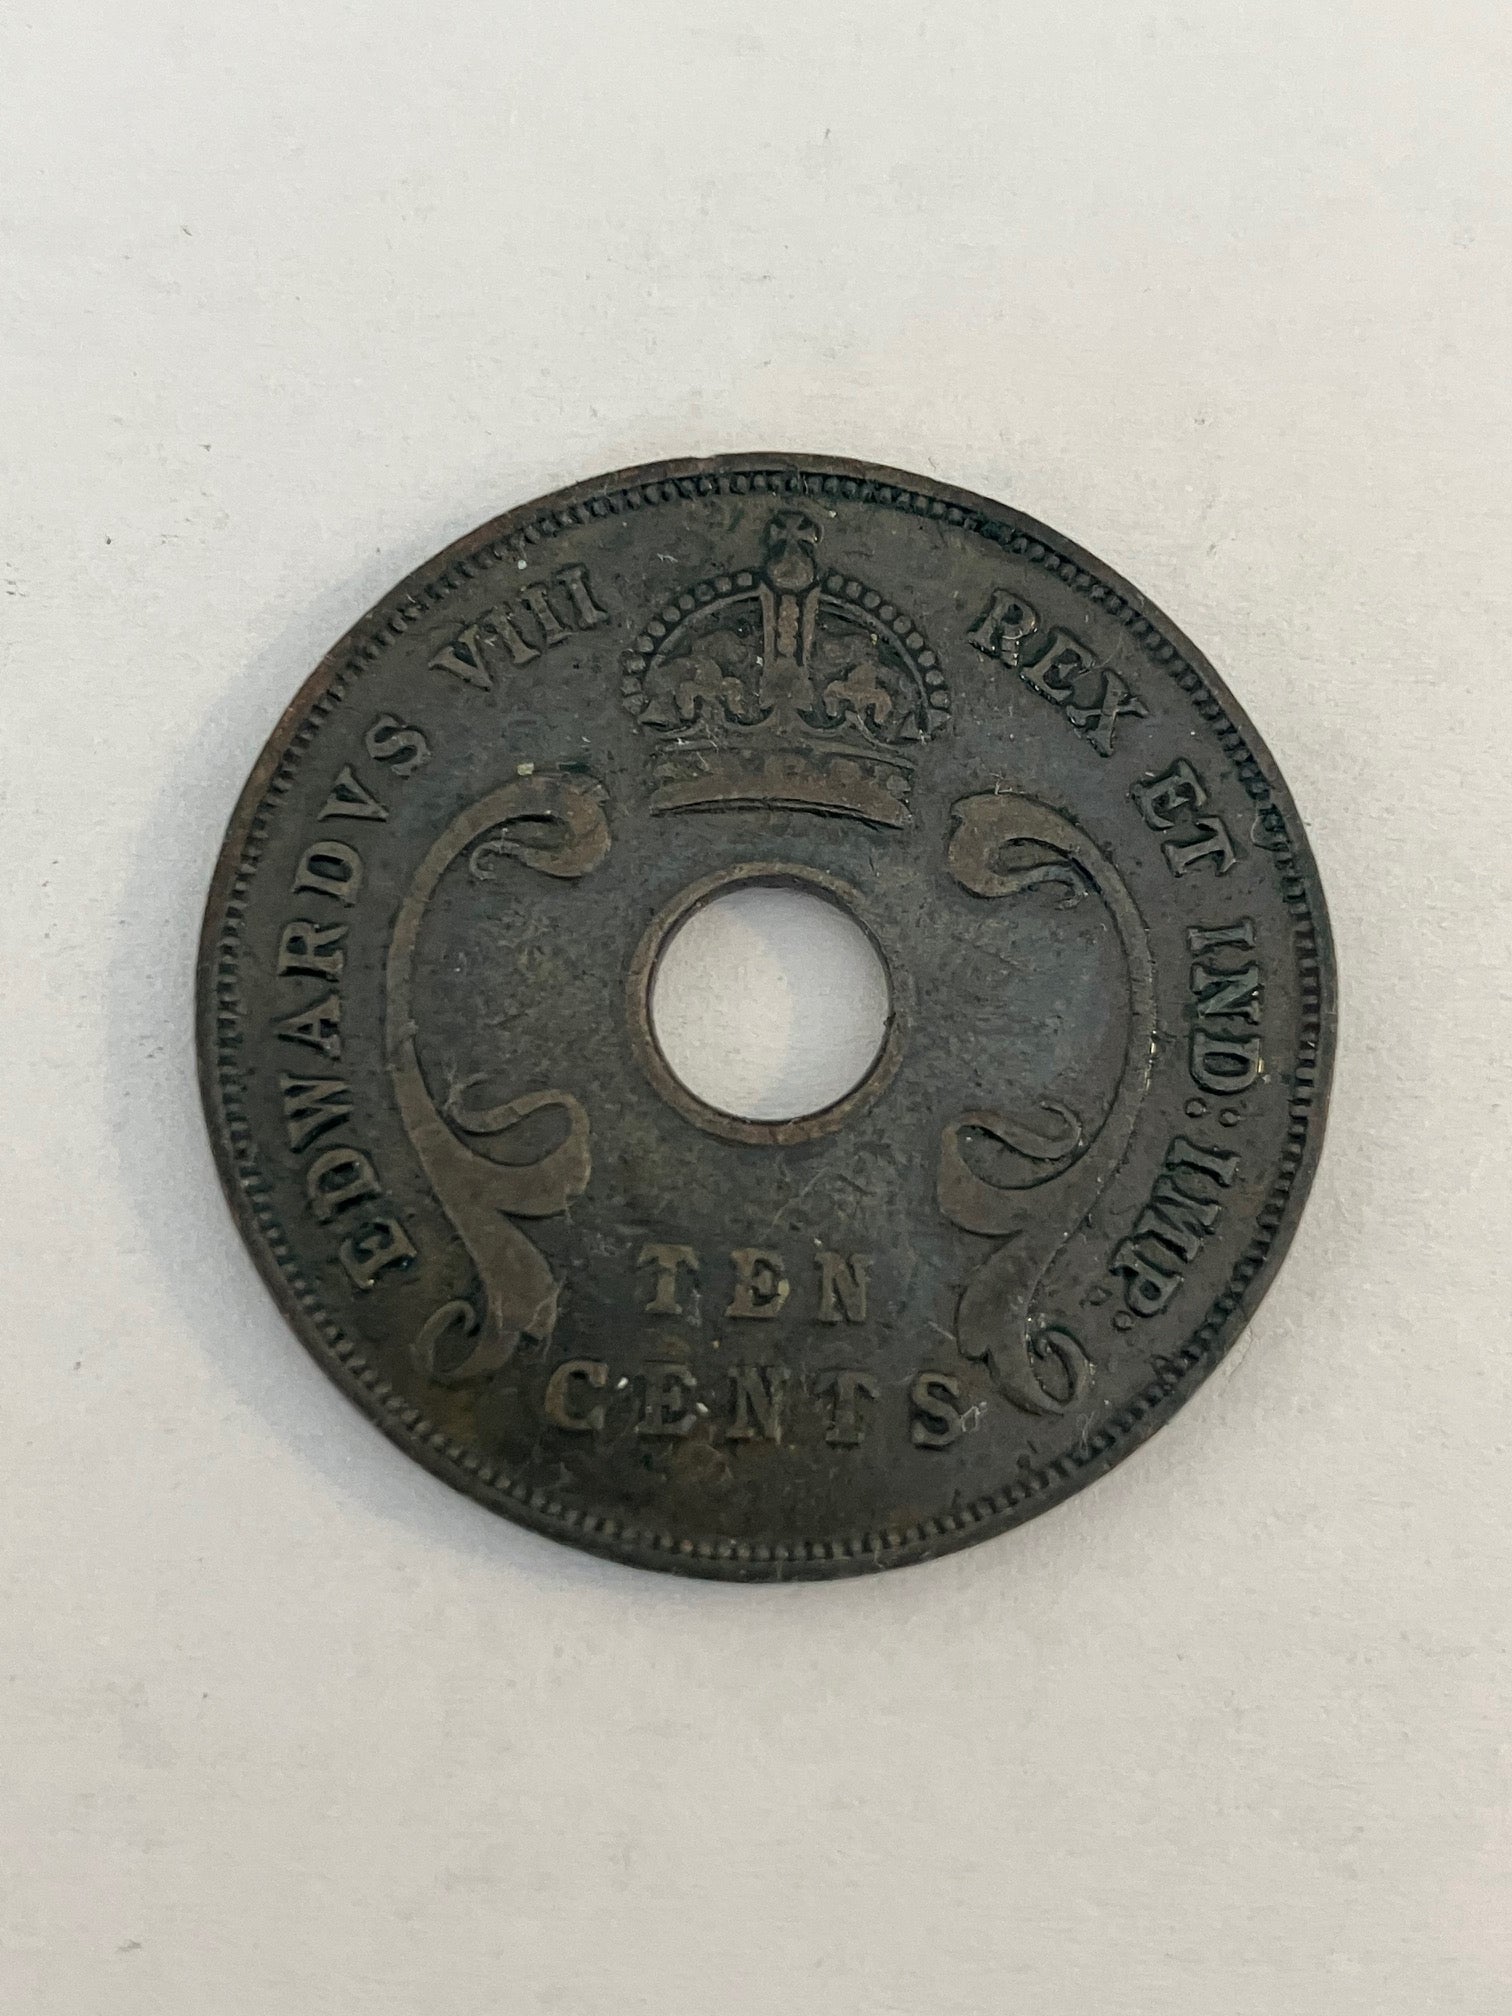 EDWARDVS VIII REX ET IND: IMP:
TEN
CENTS